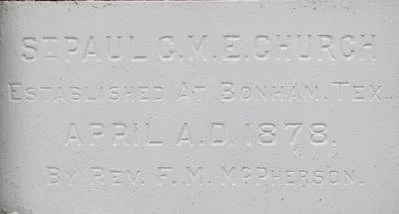 ST. PAUL C.M.E. CHURCH
ESTABLISHED AT BONHAM, TEX.,
APRIL A.D. 1878.
BY REV. F. M. MCPHERSON.